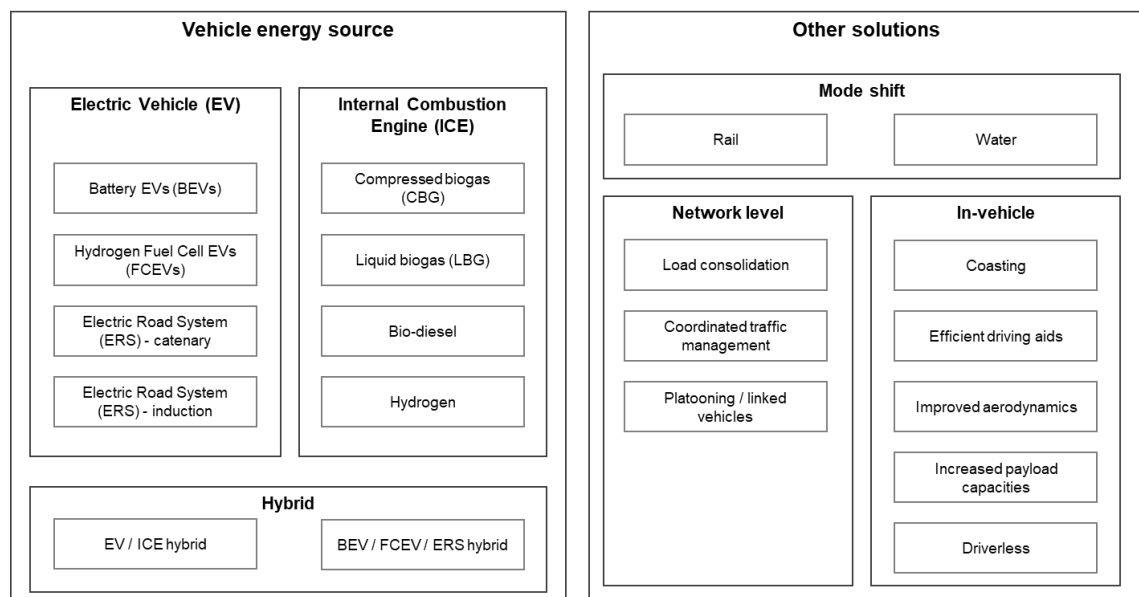 Vehicle energy source
Electric Vehicle (EV)
Battery EVs (BEVs)
Hydrogen Fuel Cell EVs
(FCEVs)
Electric Road System
(ERS) - catenary
Electric Road System
(ERS) - induction
Internal Combustion
Engine (ICE)
Compressed biogas
(CBG)
Liquid biogas (LBG)
Bio-diesel
Hydrogen
Hybrid
EV / ICE hybrid
BEV / FCEV / ERS hybrid
Other solutions
Mode shift
Rail
Water
Network level
Load consolidation
Coordinated traffic
management
Platooning / linked
vehicles
In-vehicle
Coasting
Efficient driving aids
Improved aerodynamics
Increased payload
capacities
Driverless